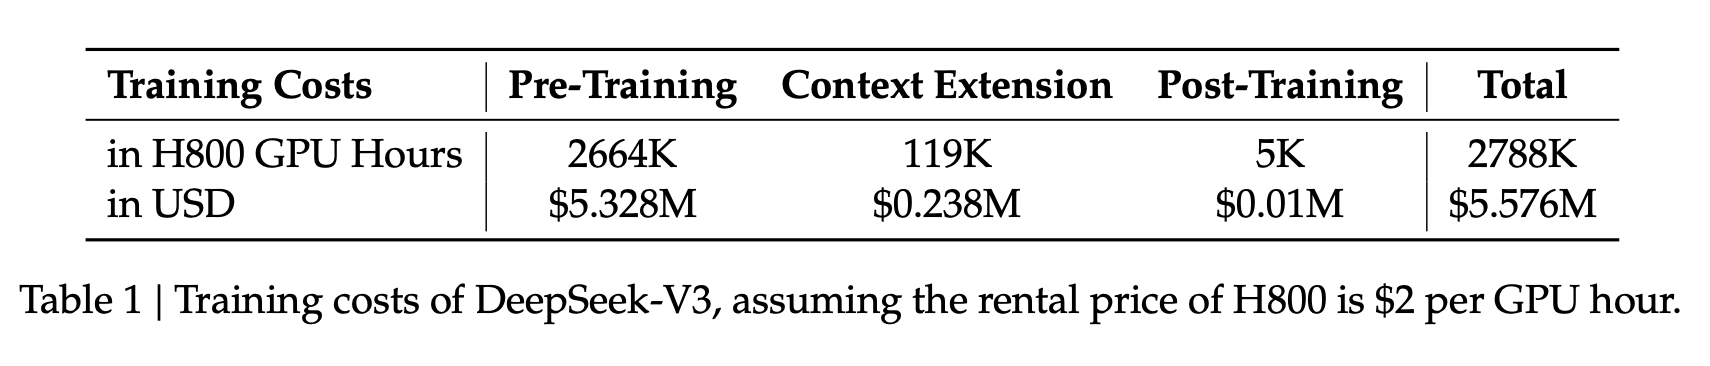 Training Costs Pre-Training Context Extension Post-Training Total
in H800 GPU Hours 2664K 119K 5K 2788K
in USD $5.328M $0.238M $0.01M $5.576M
Table 1 | Training costs of DeepSeek-V3, assuming the rental price of H800 is $2 per GPU hour.